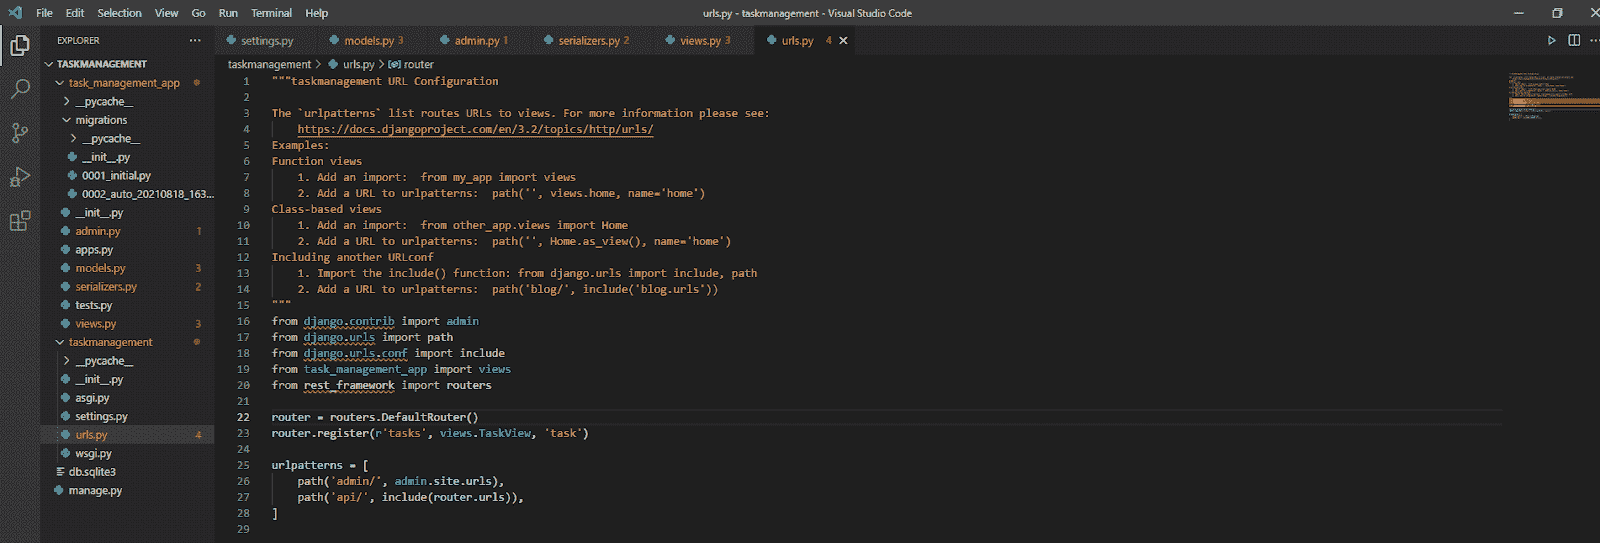 File Edit Selection View Go Run Terminal Help
urls.py - taskmanagement - Visual Studio Code
EXPLORER
TASKMANAGEMENT
task_management_app
__pycache__
migrations
__pycache__
__init__.py
0001_initial.py
0002_auto_20210818_163...
__init__.py
admin.py 1
apps.py
models.py 3
serializers.py 2
tests.py
views.py 3
taskmanagement
__pycache__
__init__.py
asgi.py
settings.py
urls.py 4
wsgi.py
db.sqlite3
manage.py
settings.py models.py 3 admin.py 1 serializers.py 2 views.py 3 urls.py 4
taskmanagement > urls.py > router
1 """taskmanagement URL Configuration
2
3 The `urlpatterns` list routes URLs to views. For more information please see:
4 https://docs.djangoproject.com/en/3.2/topics/http/urls/
5 Examples:
6 Function views
7 1. Add an import:  from my_app import views
8 2. Add a URL to urlpatterns:  path('', views.home, name='home')
9 Class-based views
10 1. Add an import:  from other_app.views import Home
11 2. Add a URL to urlpatterns:  path('', Home.as_view(), name='home')
12 Including another URLconf
13 1. Import the include() function: from django.urls import include, path
14 2. Add a URL to urlpatterns:  path('blog/', include('blog.urls'))
15 """
16 from django.contrib import admin
17 from django.urls import path
18 from django.urls.conf import include
19 from task_management_app import views
20 from rest_framework import routers
21
22 router = routers.DefaultRouter()
23 router.register(r'tasks', views.TaskView, 'task')
24
25 urlpatterns = [
26 path('admin/', admin.site.urls),
27 path('api/', include(router.urls)),
28 ]
29